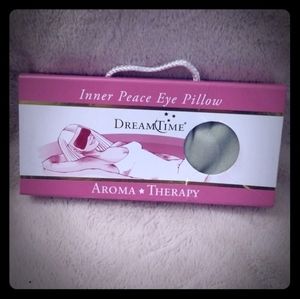 Inner Peace Eye Pillow
DREAMTIME®
AROMA ★ THERAPY